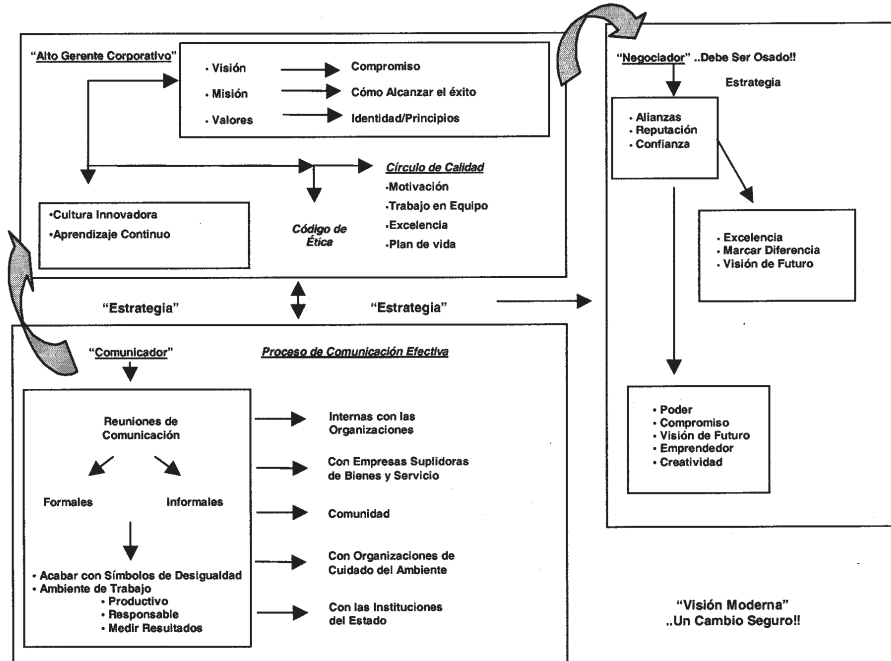 “Alto Gerente Corporativo”
• Visión
Compromiso
• Misión
Cómo Alcanzar el éxito
• Valores
Identidad/Principios
Círculo de Calidad
•Motivación
•Trabajo en Equipo
•Excelencia
•Plan de vida
Código de
Ética
•Cultura Innovadora
•Aprendizaje Continuo
“Estrategia”
“Estrategia”
“Comunicador”
Proceso de Comunicación Efectiva
Reuniones de
Comunicación
Formales
Informales
• Acabar con Símbolos de Desigualdad
• Ambiente de Trabajo
• Productivo
• Responsable
• Medir Resultados
Internas con las
Organizaciones
Con Empresas Suplidoras
de Bienes y Servicio
Comunidad
Con Organizaciones de
Cuidado del Ambiente
Con las Instituciones
del Estado
“Negociador” ..Debe Ser Osado!!
Estrategia
• Alianzas
• Reputación
• Confianza
• Excelencia
• Marcar Diferencia
• Visión de Futuro
• Poder
• Compromiso
• Visión de Futuro
• Emprendedor
• Creatividad
“Visión Moderna”
..Un Cambio Seguro!!